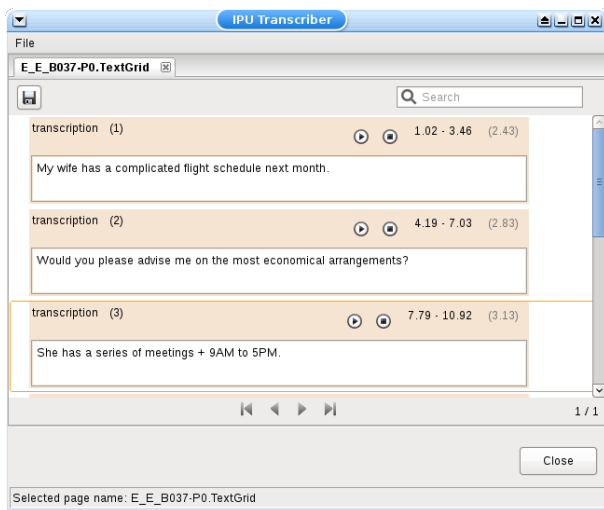 IPU Transcriber
File
E_E_B037-P0.TextGrid
Search
transcription (1) 1.02 - 3.46 (2.43)
My wife has a complicated flight schedule next month.
transcription (2) 4.19 - 7.03 (2.83)
Would you please advise me on the most economical arrangements?
transcription (3) 7.79 - 10.92 (3.13)
She has a series of meetings + 9AM to 5PM.
1 / 1
Close
Selected page name: E_E_B037-P0.TextGrid